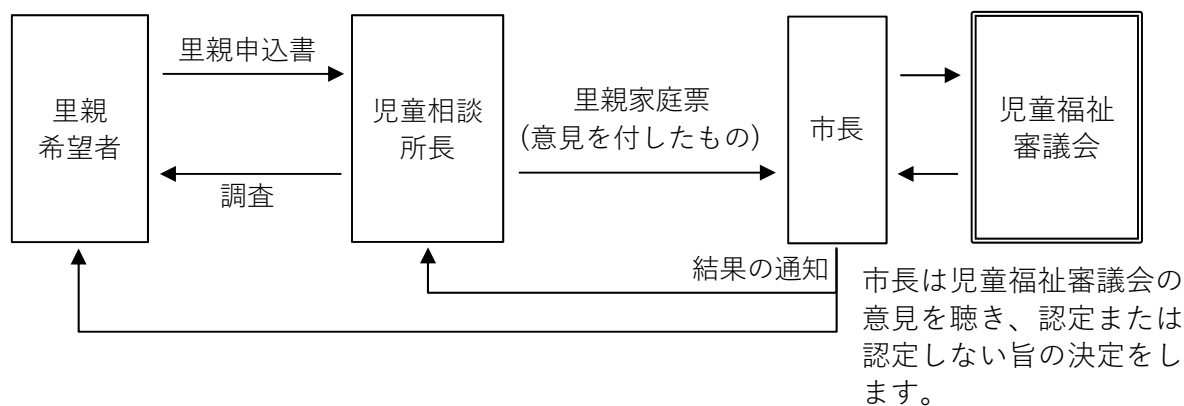 里親
希望者
里親申込書
調査
児童相談
所長
里親家庭票
(意見を付したもの)
市長
児童福祉
審議会
結果の通知
市長は児童福祉審議会の
意見を聴き、認定または
認定しない旨の決定をし
ます。